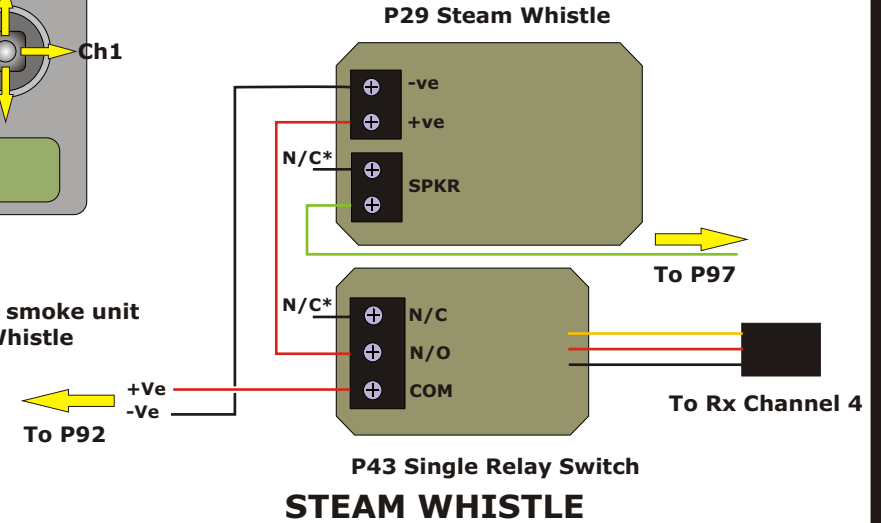 P29 Steam Whistle
Ch1
-ve
+ve
N/C*
SPKR
To P97
smoke unit
Whistle
N/C*
N/C
N/O
COM
+Ve
-Ve
To P92
To Rx Channel 4
P43 Single Relay Switch
STEAM WHISTLE